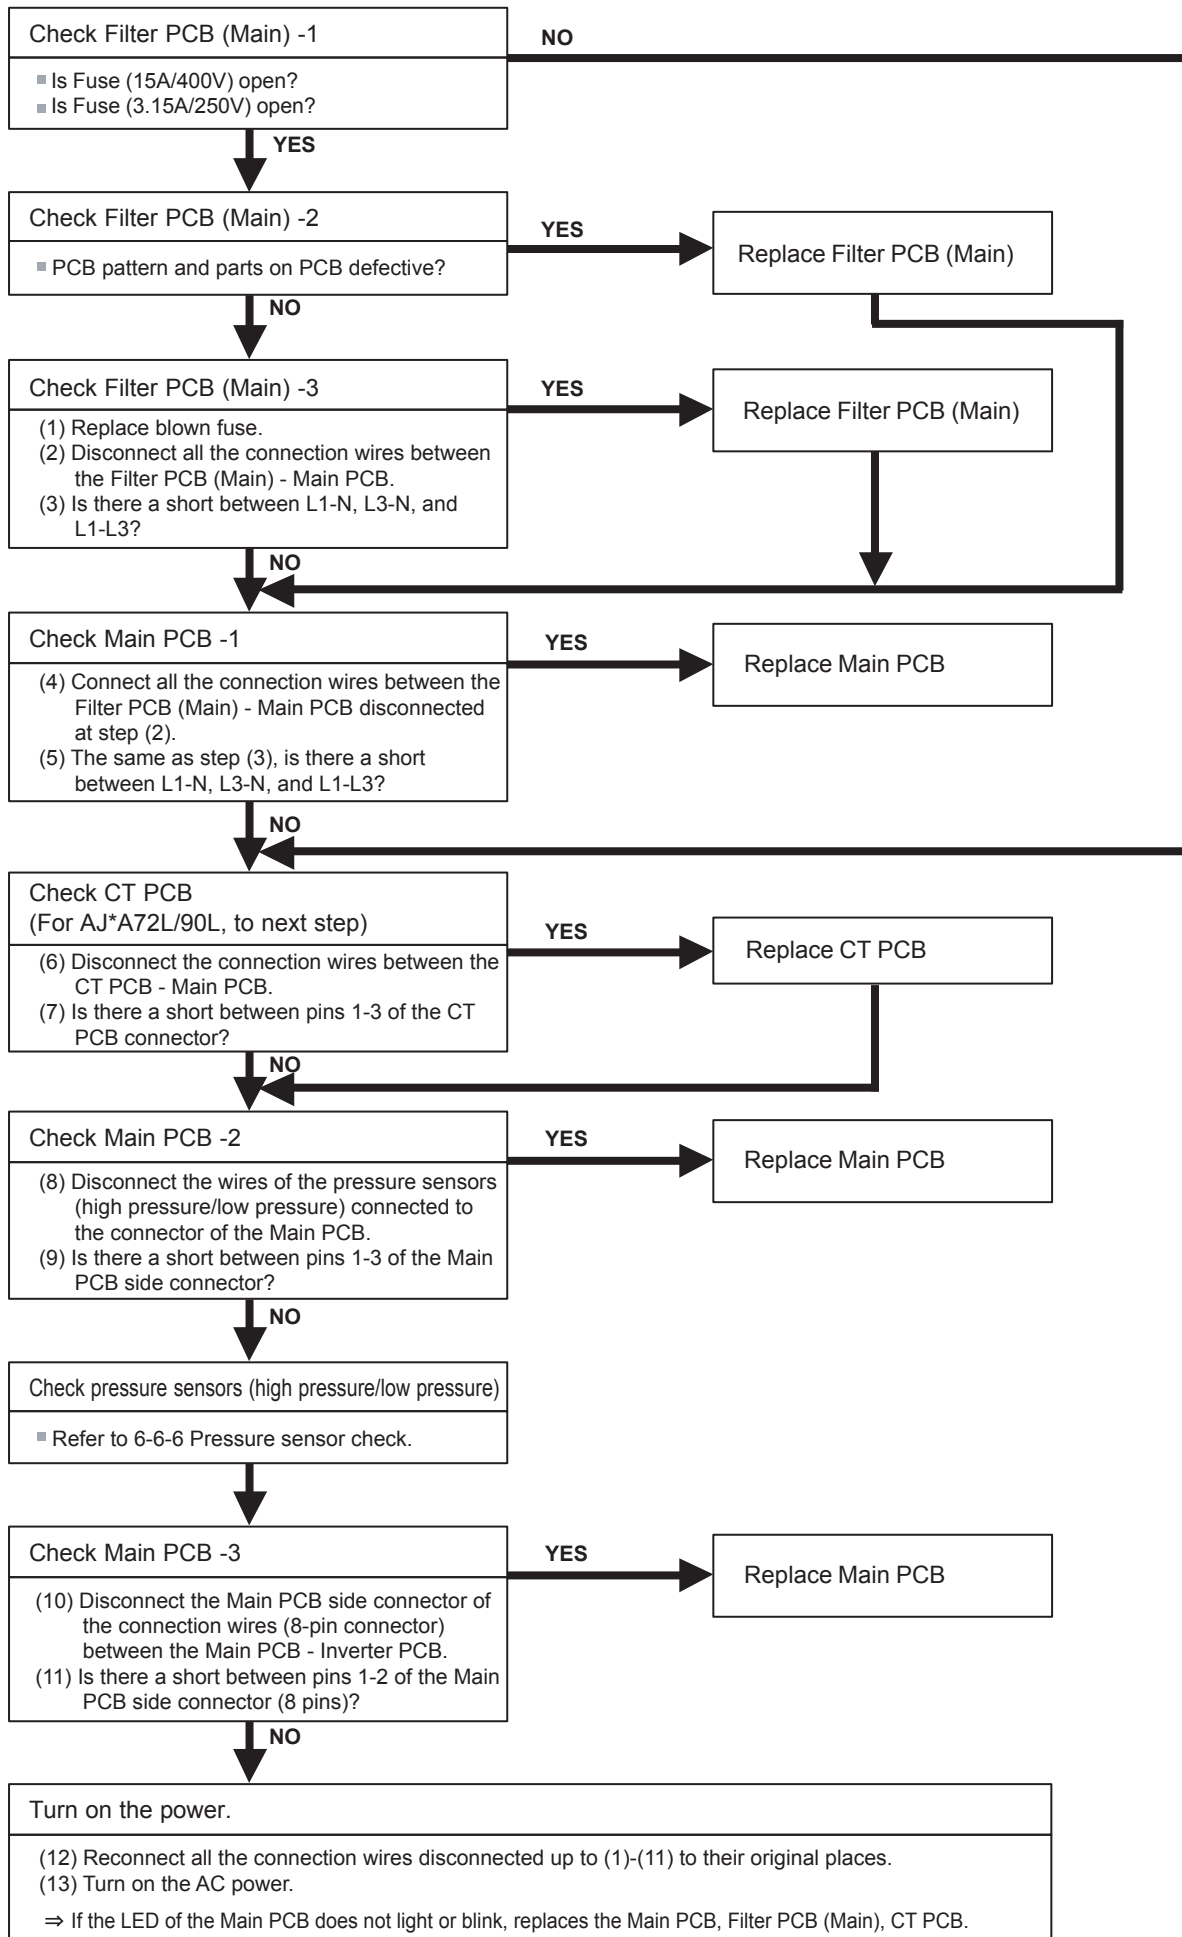 Check Filter PCB (Main) -1
NO
■ Is Fuse (15A/400V) open?
■ Is Fuse (3.15A/250V) open?
YES
Check Filter PCB (Main) -2
YES
■ PCB pattern and parts on PCB defective?
Replace Filter PCB (Main)
NO
Check Filter PCB (Main) -3
YES
(1) Replace blown fuse.
(2) Disconnect all the connection wires between
the Filter PCB (Main) - Main PCB.
(3) Is there a short between L1-N, L3-N, and
L1-L3?
Replace Filter PCB (Main)
NO
Check Main PCB -1
YES
(4) Connect all the connection wires between the
Filter PCB (Main) - Main PCB disconnected
at step (2).
(5) The same as step (3), is there a short
between L1-N, L3-N, and L1-L3?
Replace Main PCB
NO
Check CT PCB
(For AJ*A72L/90L, to next step)
YES
(6) Disconnect the connection wires between the
CT PCB - Main PCB.
(7) Is there a short between pins 1-3 of the CT
PCB connector?
Replace CT PCB
NO
Check Main PCB -2
YES
(8) Disconnect the wires of the pressure sensors
(high pressure/low pressure) connected to
the connector of the Main PCB.
(9) Is there a short between pins 1-3 of the Main
PCB side connector?
Replace Main PCB
NO
Check pressure sensors (high pressure/low pressure)
■ Refer to 6-6-6 Pressure sensor check.
Check Main PCB -3
YES
(10) Disconnect the Main PCB side connector of
the connection wires (8-pin connector)
between the Main PCB - Inverter PCB.
(11) Is there a short between pins 1-2 of the Main
PCB side connector (8 pins)?
Replace Main PCB
NO
Turn on the power.
(12) Reconnect all the connection wires disconnected up to (1)-(11) to their original places.
(13) Turn on the AC power.
⇒ If the LED of the Main PCB does not light or blink, replaces the Main PCB, Filter PCB (Main), CT PCB.